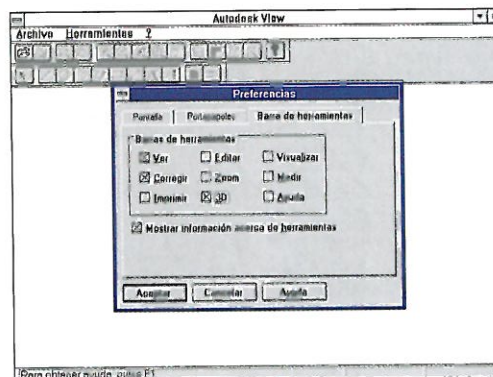 Autodesk View
Archivo Herramientas ?
Preferencias
Pantalla Portapapeles Barra de herramientas
Barras de herramientas
Ver Editar Visualizar
Corregir Zoom Medir
Imprimir 3D Ayuda
Mostrar información acerca de herramientas
Aceptar Cancelar Ayuda
Para obtener ayuda, pulse F1